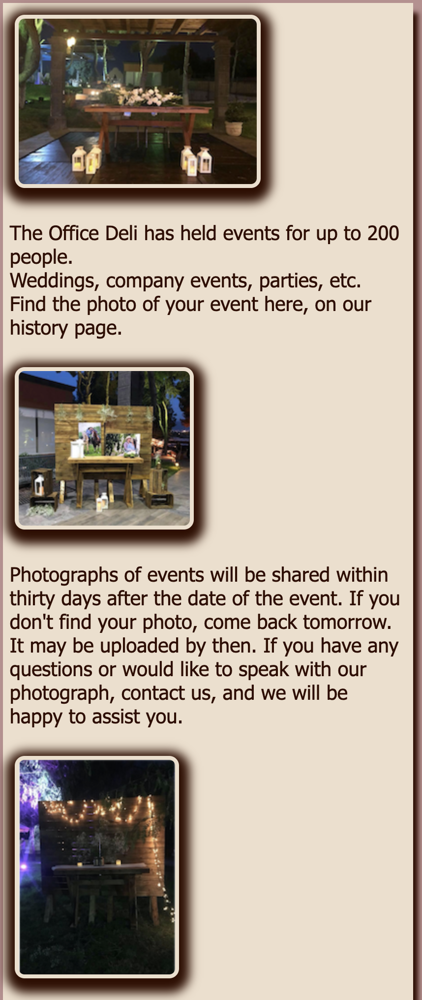 The Office Deli has held events for up to 200
people.
Weddings, company events, parties, etc.
Find the photo of your event here, on our
history page.
Photographs of events will be shared within
thirty days after the date of the event. If you
don't find your photo, come back tomorrow.
It may be uploaded by then. If you have any
questions or would like to speak with our
photograph, contact us, and we will be
happy to assist you.